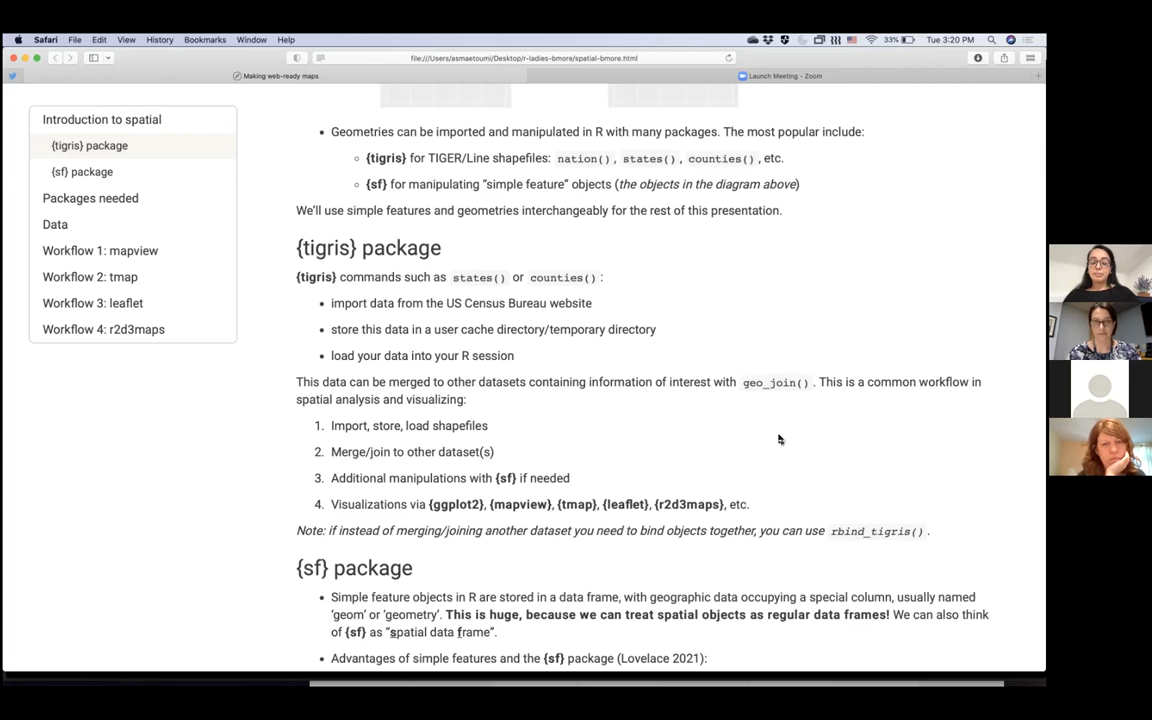 Safari File Edit View History Bookmarks Window Help 33% Tue 3:20 PM
file:///Users/asmaetoumi/Desktop/r-ladies-bmore/spatial-bmore.html
Making web-ready maps Launch Meeting - Zoom
Introduction to spatial
{tigris} package
{sf} package
Packages needed
Data
Workflow 1: mapview
Workflow 2: tmap
Workflow 3: leaflet
Workflow 4: r2d3maps
• Geometries can be imported and manipulated in R with many packages. The most popular include:
◦ {tigris} for TIGER/Line shapefiles: nation(), states(), counties(), etc.
◦ {sf} for manipulating “simple feature” objects (the objects in the diagram above)
We’ll use simple features and geometries interchangeably for the rest of this presentation.
{tigris} package
{tigris} commands such as states() or counties():
• import data from the US Census Bureau website
• store this data in a user cache directory/temporary directory
• load your data into your R session
This data can be merged to other datasets containing information of interest with geo_join(). This is a common workflow in
spatial analysis and visualizing:
1. Import, store, load shapefiles
2. Merge/join to other dataset(s)
3. Additional manipulations with {sf} if needed
4. Visualizations via {ggplot2}, {mapview}, {tmap}, {leaflet}, {r2d3maps}, etc.
Note: if instead of merging/joining another dataset you need to bind objects together, you can use rbind_tigris().
{sf} package
• Simple feature objects in R are stored in a data frame, with geographic data occupying a special column, usually named
‘geom’ or ‘geometry’. This is huge, because we can treat spatial objects as regular data frames! We can also think
of {sf} as “spatial data frame”.
• Advantages of simple features and the {sf} package (Lovelace 2021):